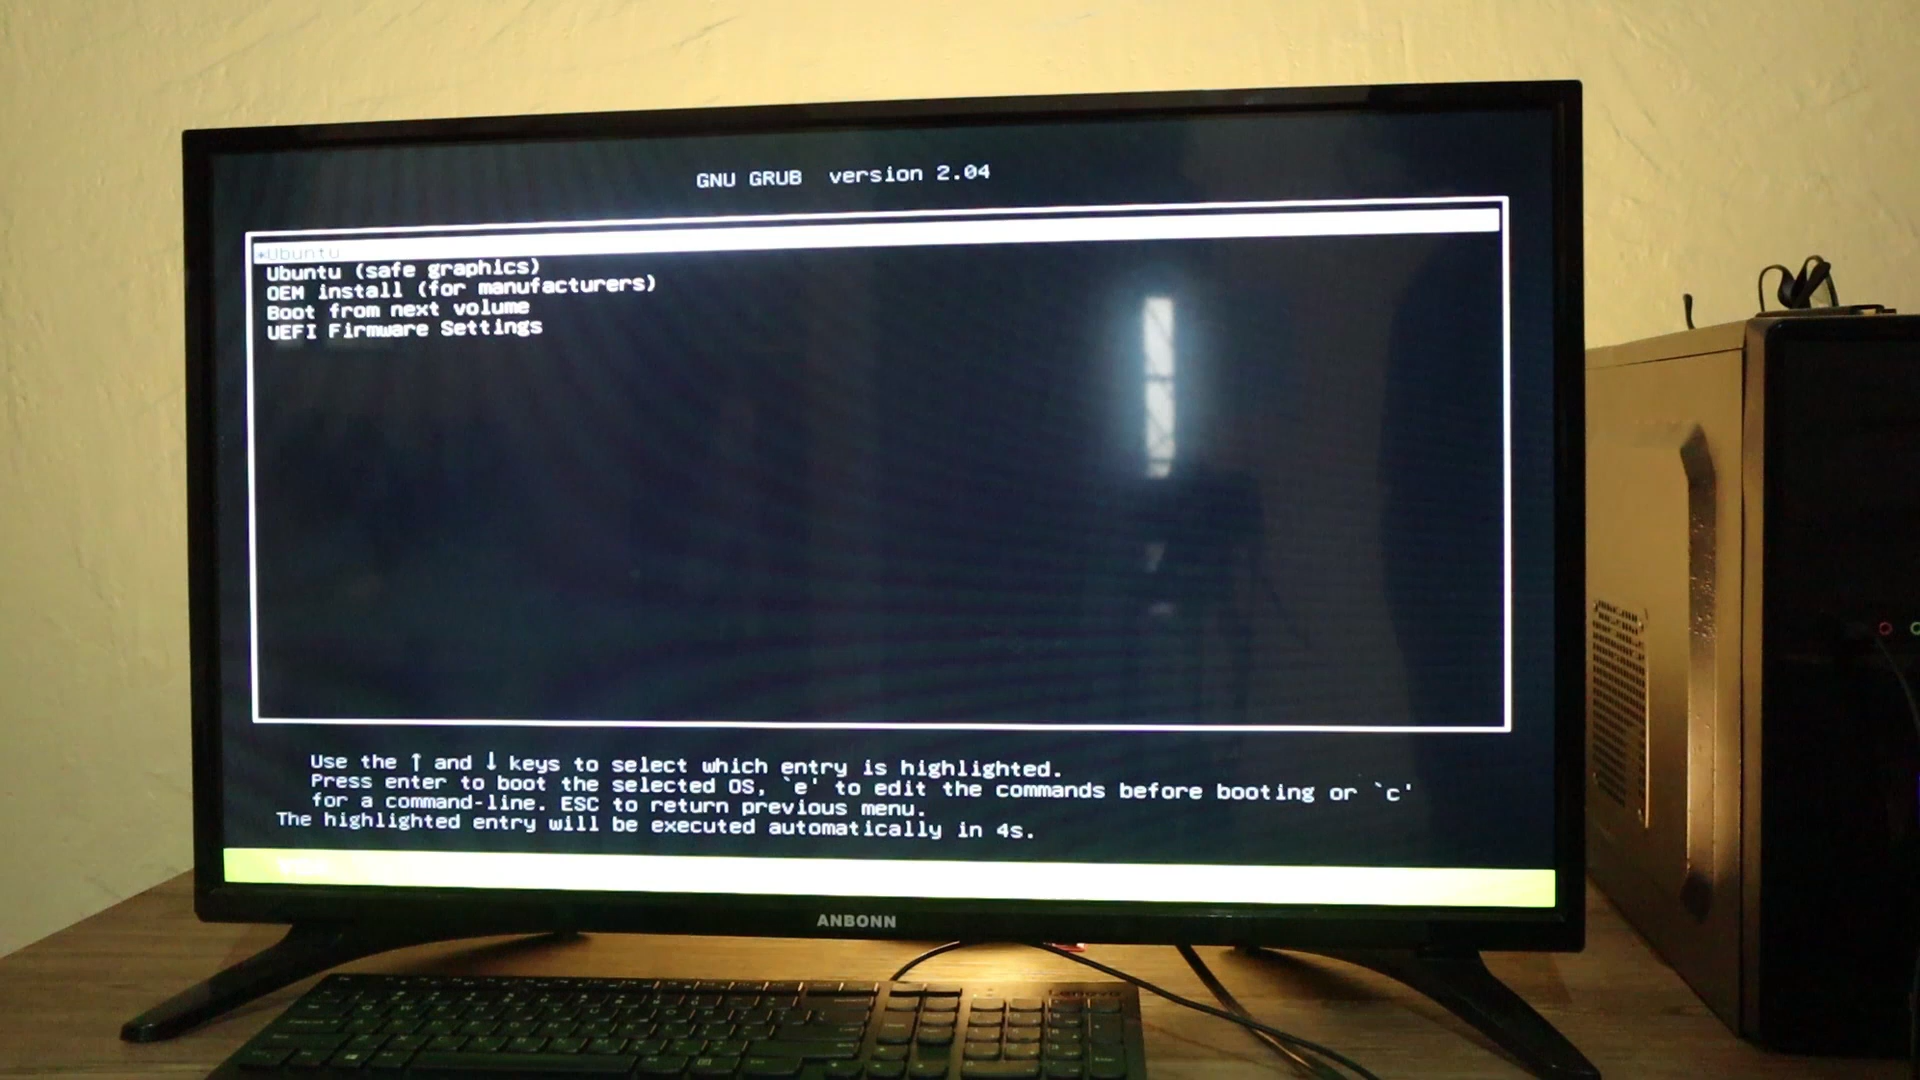 GNU GRUB version 2.04
*Ubuntu
Ubuntu (safe graphics)
OEM install (for manufacturers)
Boot from next volume
UEFI Firmware Settings
Use the ↑ and ↓ keys to select which entry is highlighted.
Press enter to boot the selected OS, `e' to edit the commands before booting or `c'
for a command-line. ESC to return previous menu.
The highlighted entry will be executed automatically in 4s.
ANBONN
Lenovo